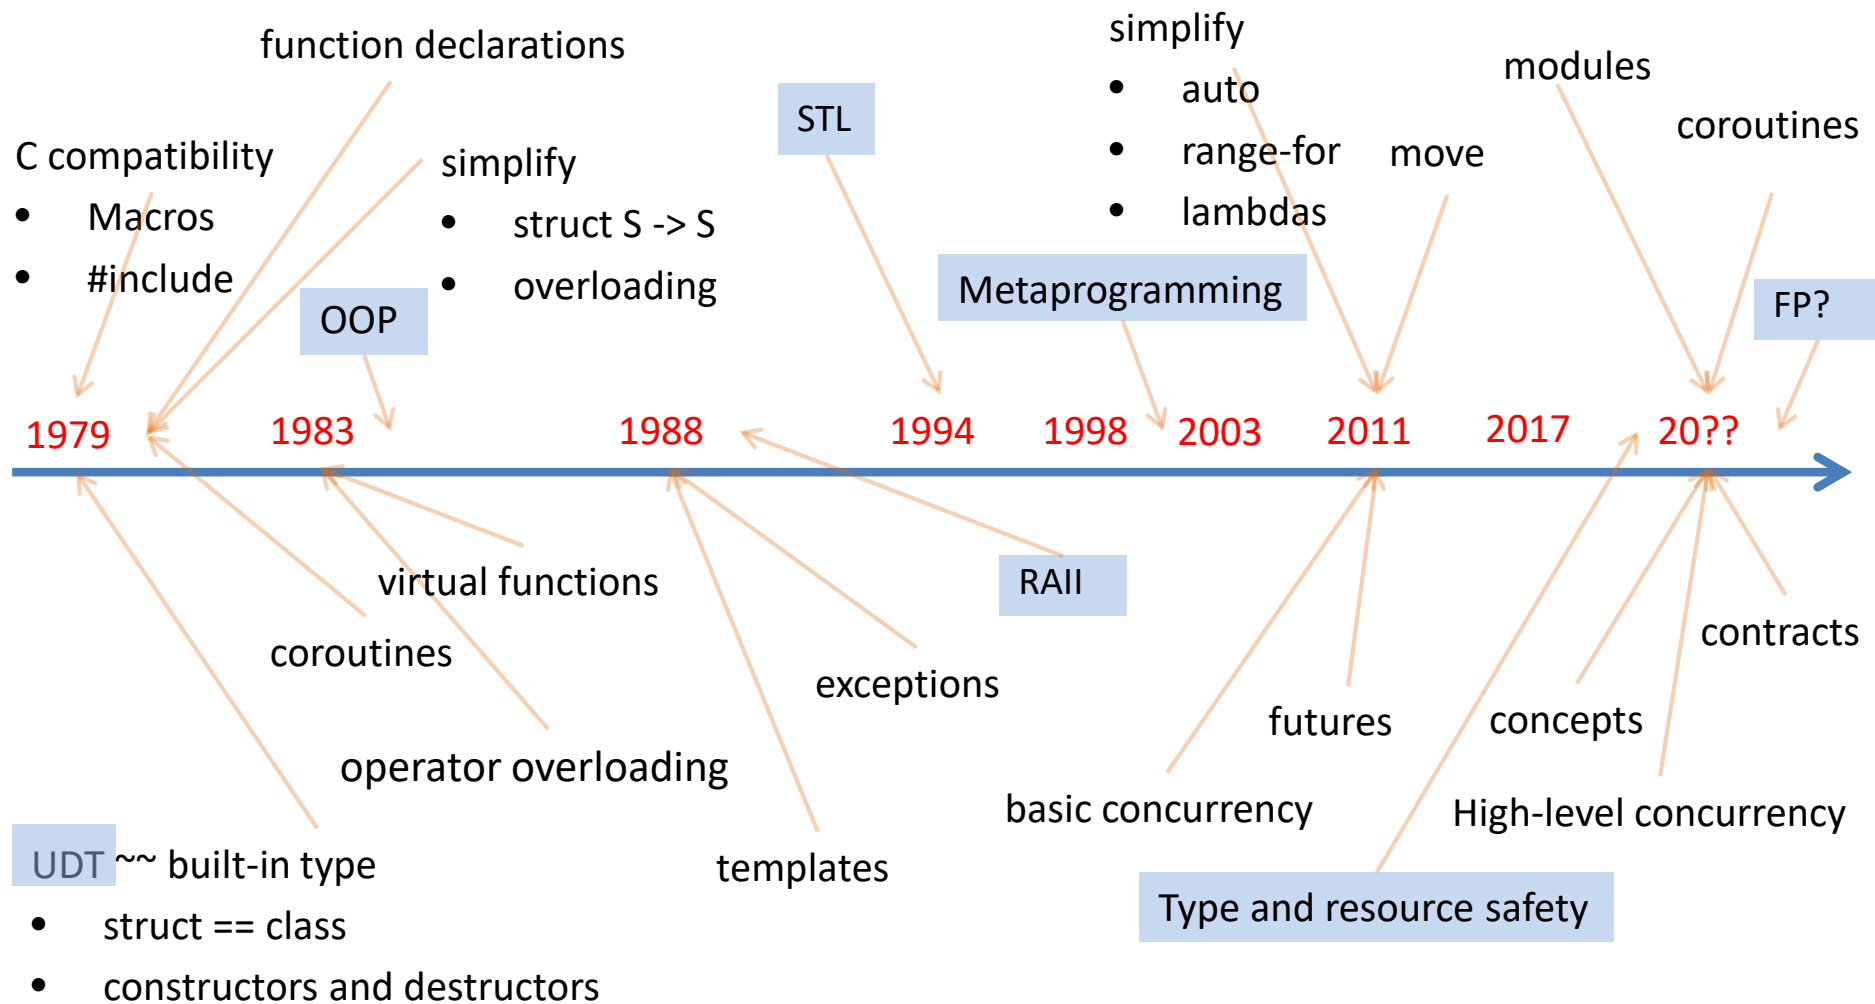 function declarations
simplify
• auto
• range-for
• lambdas
modules
STL
coroutines
C compatibility
• Macros
• #include
simplify
• struct S -> S
• overloading
move
OOP
Metaprogramming
FP?
1979 1983 1988 1994 1998 2003 2011 2017 20??
virtual functions
RAII
coroutines
contracts
exceptions
futures
concepts
operator overloading
basic concurrency
High-level concurrency
UDT ~~ built-in type
• struct == class
• constructors and destructors
templates
Type and resource safety